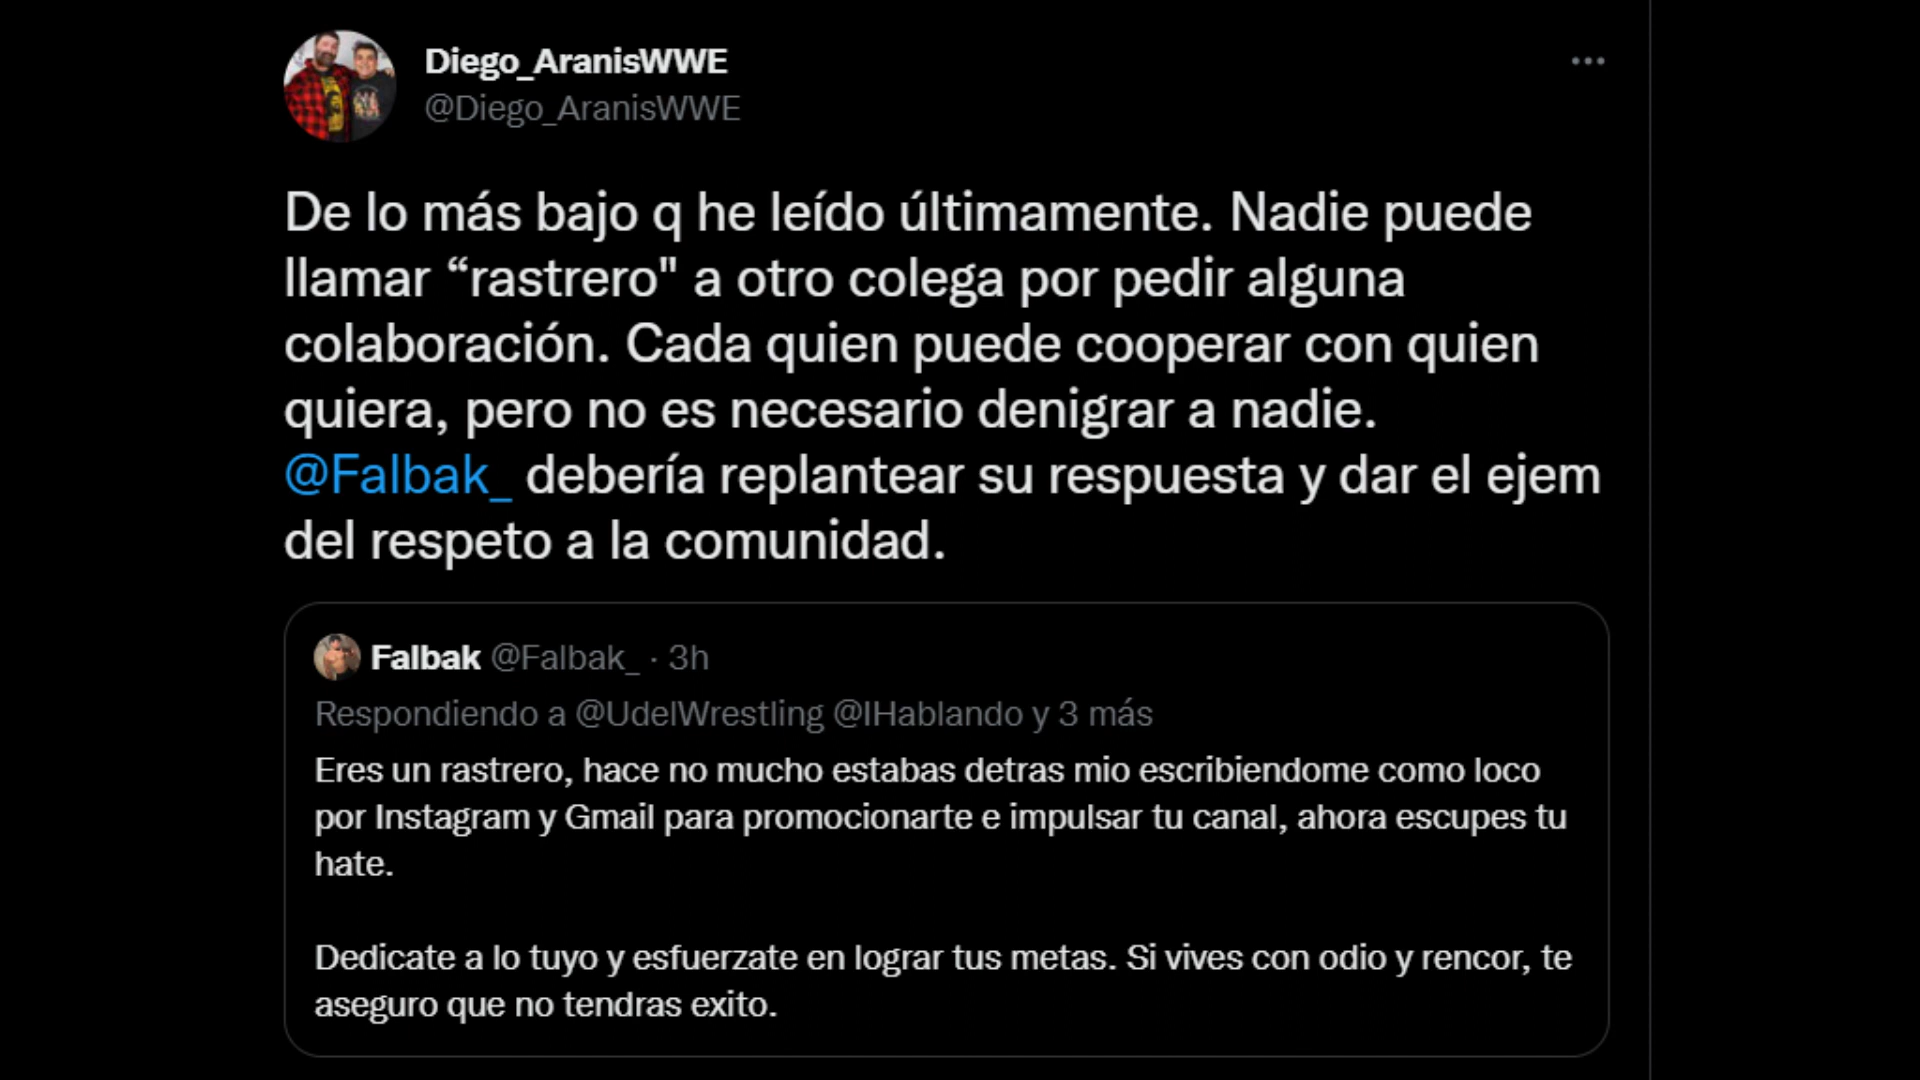 Diego_AranisWWE
@Diego_AranisWWE
De lo más bajo q he leído últimamente. Nadie puede
llamar “rastrero" a otro colega por pedir alguna
colaboración. Cada quien puede cooperar con quien
quiera, pero no es necesario denigrar a nadie.
@Falbak_ debería replantear su respuesta y dar el ejem
del respeto a la comunidad.
Falbak @Falbak_ · 3h
Respondiendo a @UdelWrestling @IHablando y 3 más
Eres un rastrero, hace no mucho estabas detras mio escribiendome como loco
por Instagram y Gmail para promocionarte e impulsar tu canal, ahora escupes tu
hate.
Dedicate a lo tuyo y esfuerzate en lograr tus metas. Si vives con odio y rencor, te
aseguro que no tendras exito.